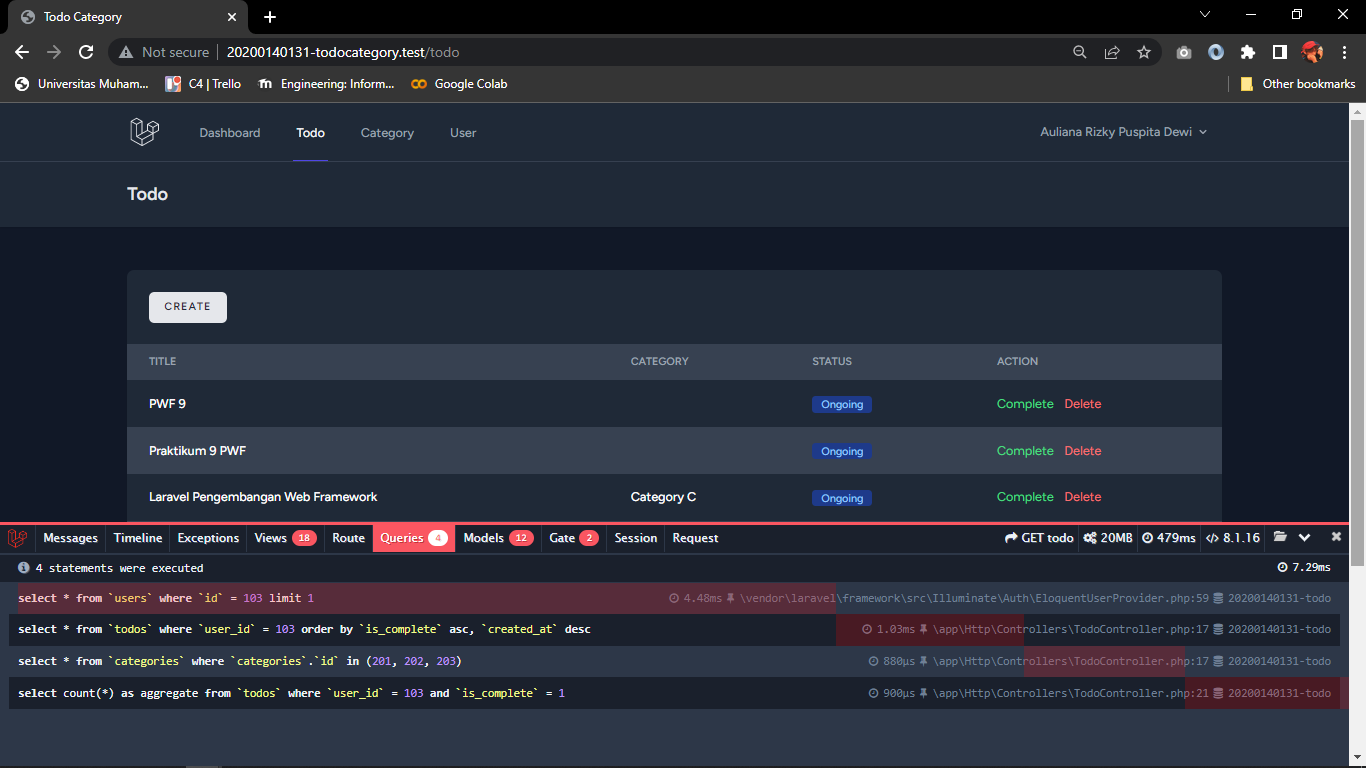 Todo Category
Not secure 20200140131-todocategory.test/todo
Universitas Muham... C4 | Trello Engineering: Inform... Google Colab Other bookmarks
Dashboard Todo Category User Auliana Rizky Puspita Dewi
Todo
CREATE
TITLE CATEGORY STATUS ACTION
PWF 9 Ongoing Complete Delete
Praktikum 9 PWF Ongoing Complete Delete
Laravel Pengembangan Web Framework Category C Ongoing Complete Delete
Messages Timeline Exceptions Views 18 Route Queries 4 Models 12 Gate 2 Session Request GET todo 20MB 479ms 8.1.16
4 statements were executed 7.29ms
select * from `users` where `id` = 103 limit 1 4.48ms \vendor\laravel\framework\src\Illuminate\Auth\EloquentUserProvider.php:59 20200140131-todo
select * from `todos` where `user_id` = 103 order by `is_complete` asc, `created_at` desc 1.03ms \app\Http\Controllers\TodoController.php:17 20200140131-todo
select * from `categories` where `categories`.`id` in (201, 202, 203) 880μs \app\Http\Controllers\TodoController.php:17 20200140131-todo
select count(*) as aggregate from `todos` where `user_id` = 103 and `is_complete` = 1 900μs \app\Http\Controllers\TodoController.php:21 20200140131-todo